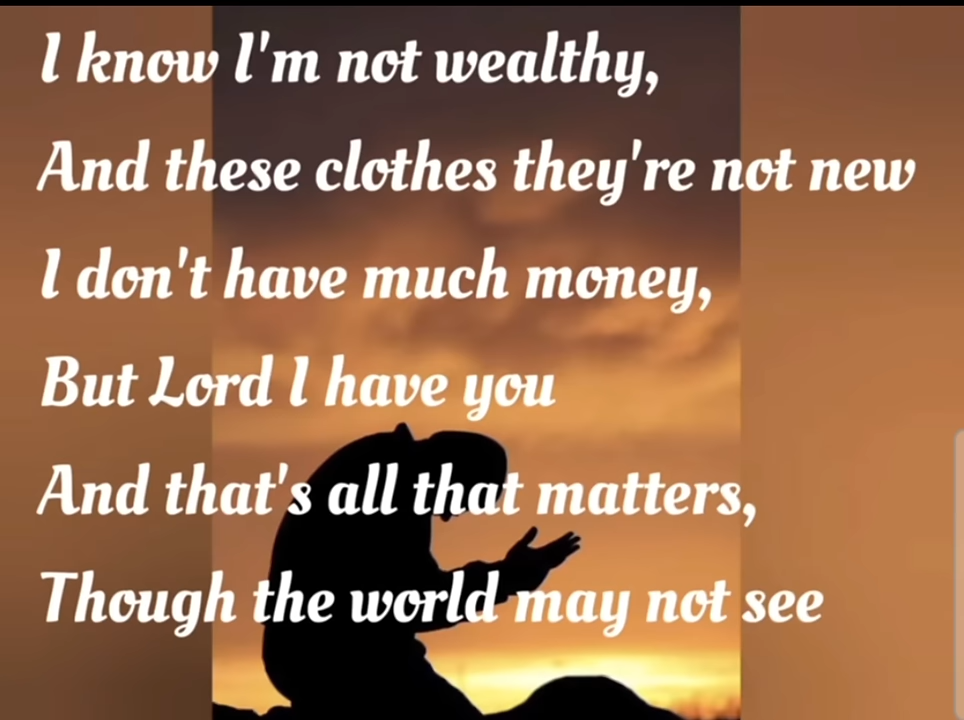 I know I'm not wealthy,
And these clothes they're not new
I don't have much money,
But Lord I have you
And that's all that matters,
Though the world may not see